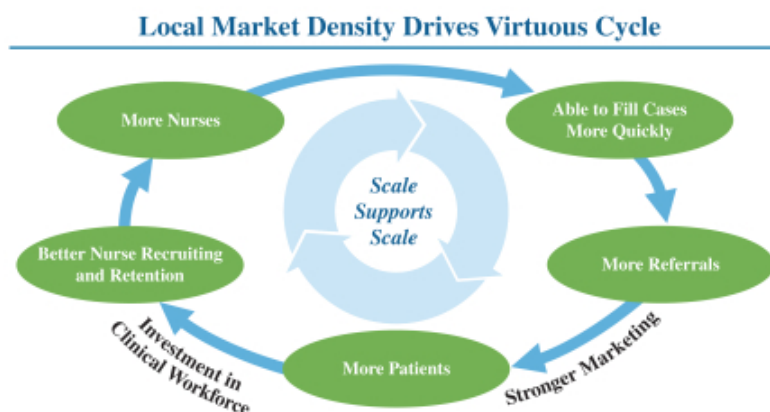 Local Market Density Drives Virtuous Cycle
More Nurses
Able to Fill Cases
More Quickly
Scale
Supports
Scale
Better Nurse Recruiting
and Retention
More Referrals
Investment in
Clinical Workforce
More Patients
Stronger Marketing